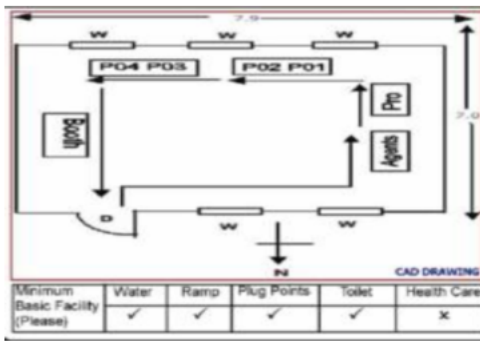 7.9
W W W
P04 P03 P02 P01
Pro
7.0
Booth
Agents
D
W W
N
CAD DRAWING
Minimum Basic Facility (Please) Water Ramp Plug Points Toilet Health Care
✓ ✓ ✓ ✓ x